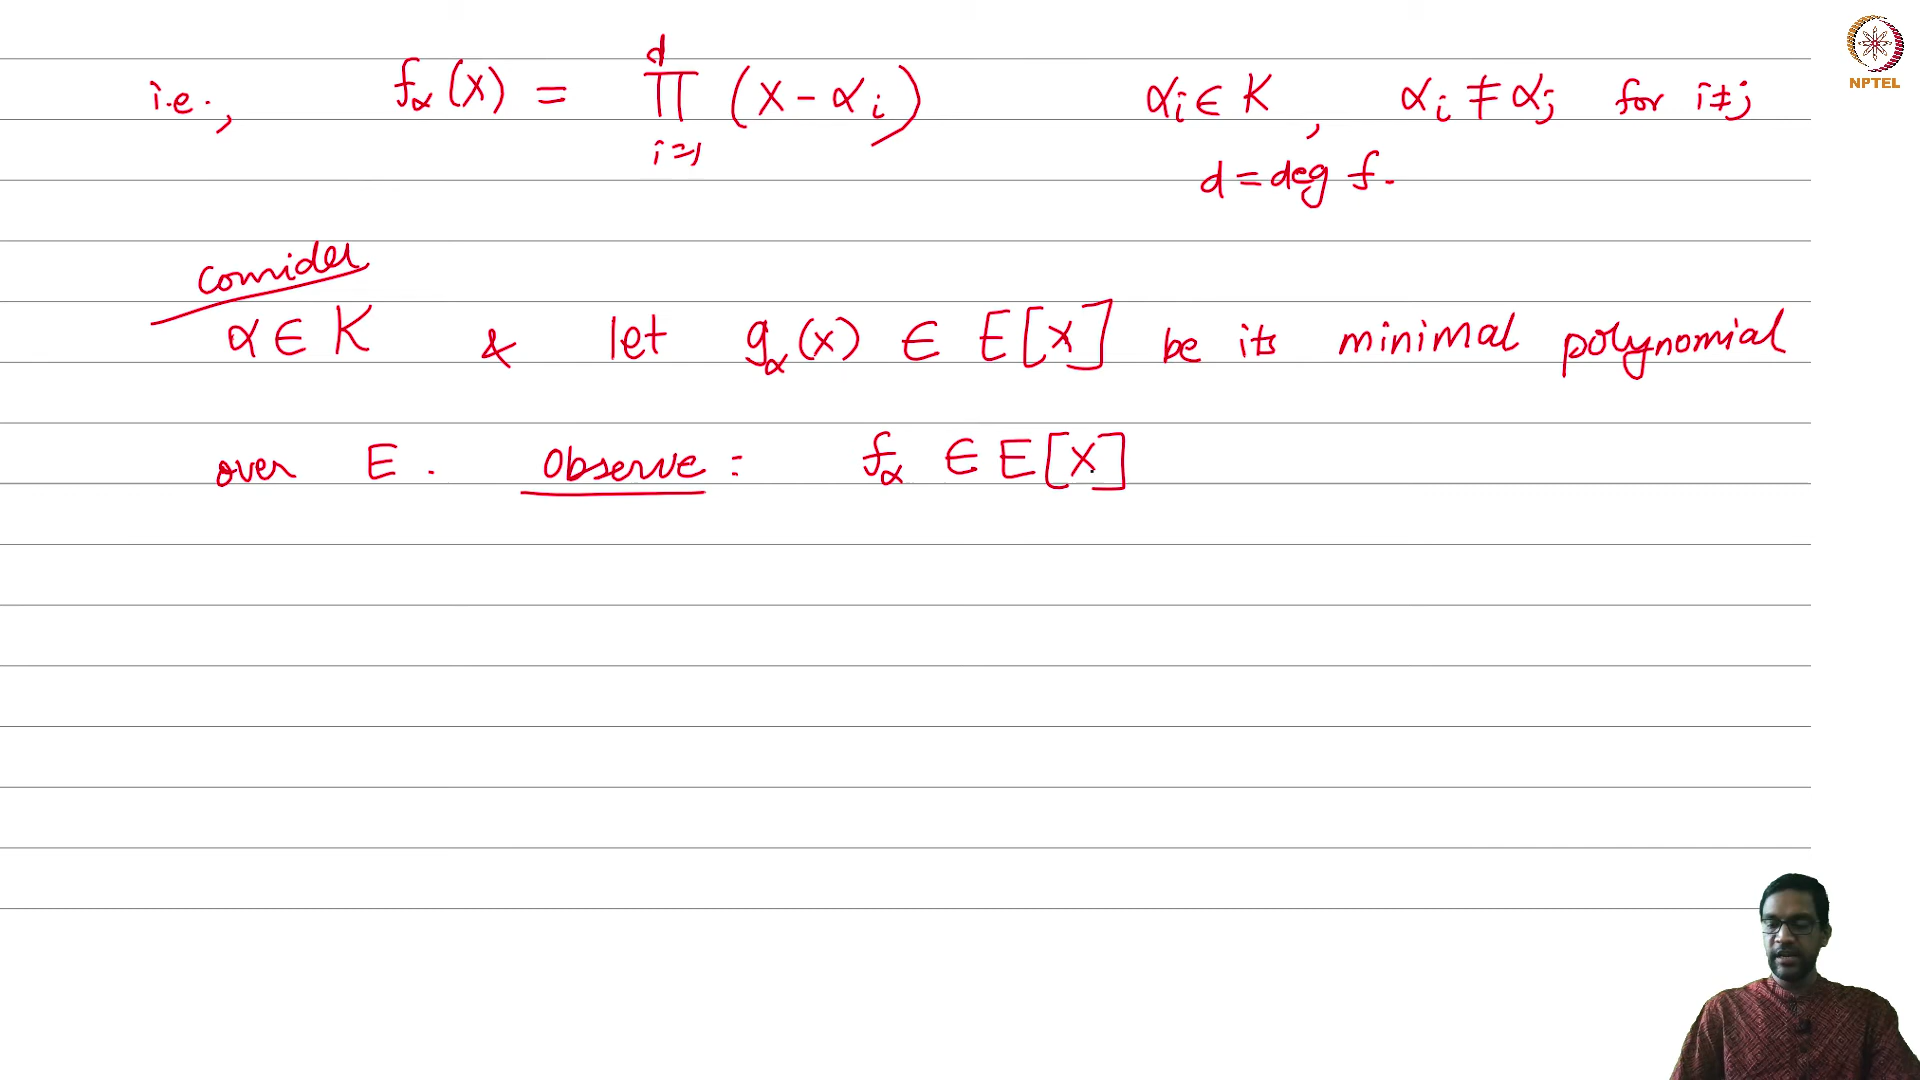 i.e., f_α(x) = ∏_{i=1}^{d} (x - α_i) α_i ∈ K, α_i ≠ α_j for i≠j
d = deg f.
Consider
α ∈ K & let g_α(x) ∈ E[x] be its minimal polynomial
over E. Observe: f_α ∈ E[x]
NPTEL